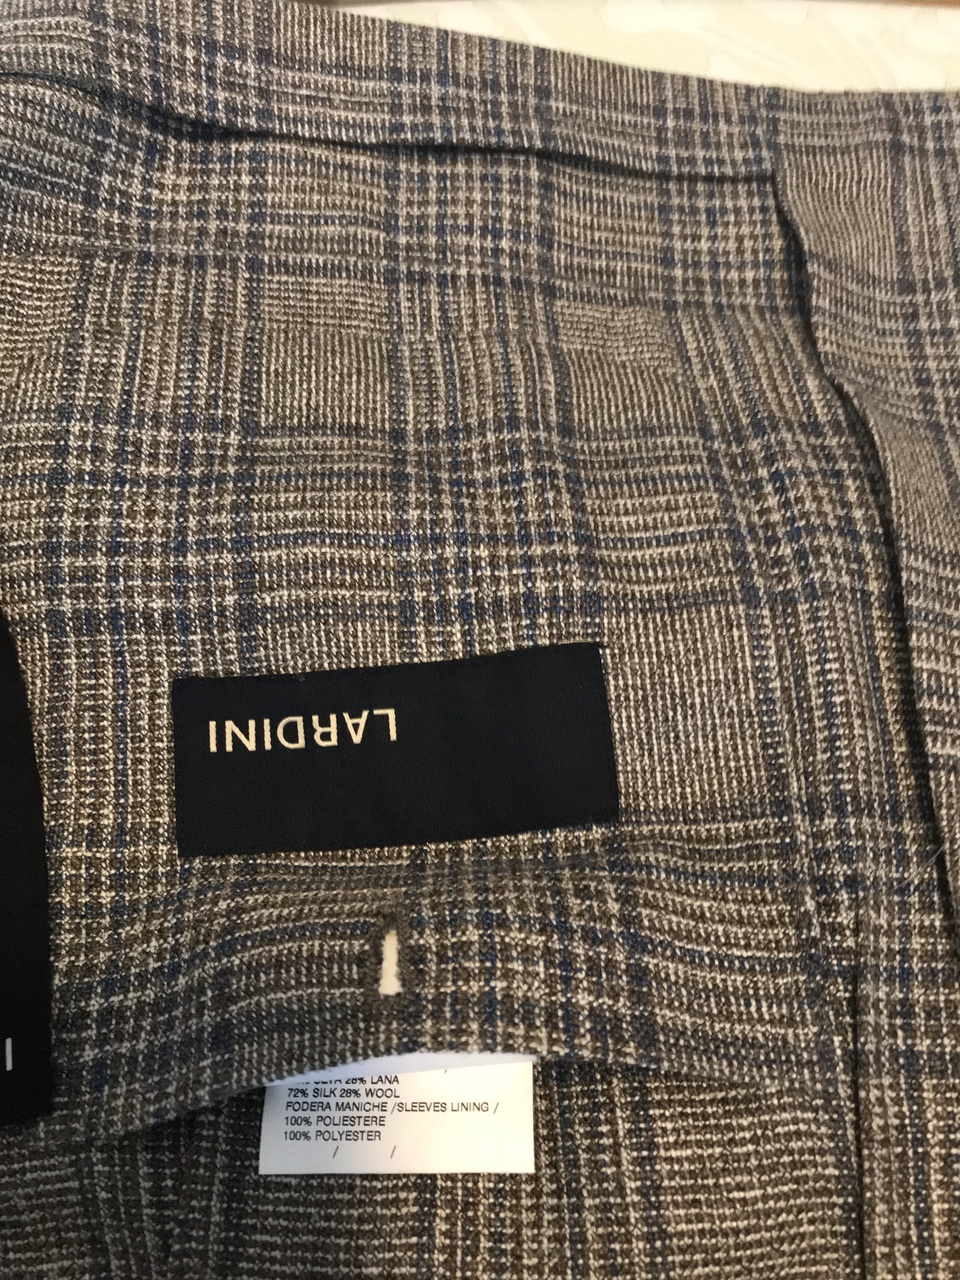 LARDINI
28% LANA
72% SILK 28% WOOL
FODERA MANICHE /SLEEVES LINING /
100% POLIESTERE
100% POLYESTER
/ /